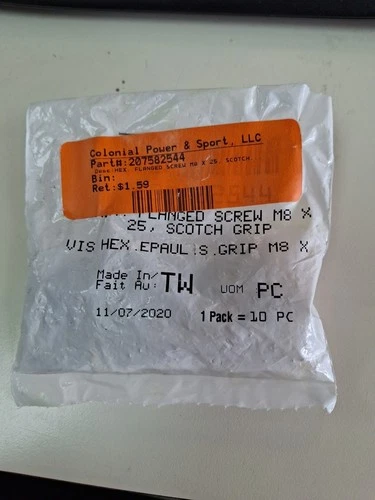 Colonial Power & Sport, LLC
Part#:207582544
Desc:HEX. FLANGED SCREW M8 X 25, SCOTCH
Bin:
Ret:$1.59
FLANGED SCREW M8 X
25, SCOTCH GRIP
VIS HEX.EPAUL.S.GRIP M8 X
Made In/
Fait Au: TW UOM PC
11/07/2020 1 Pack = 10 PC